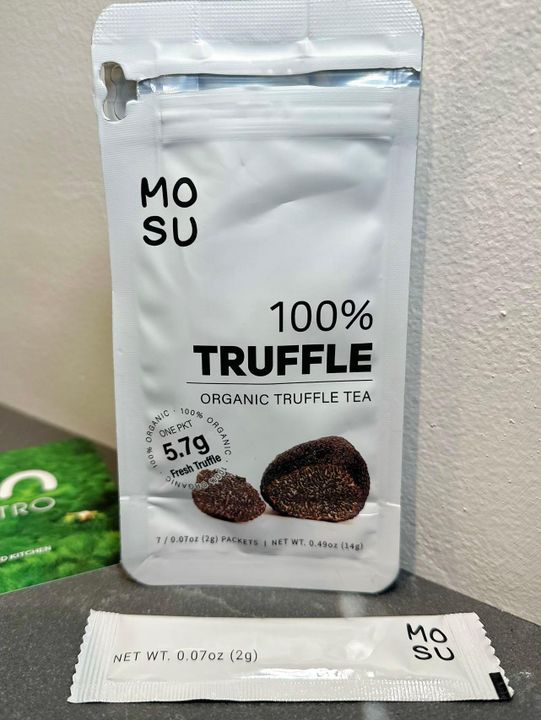 MO
SU
100%
TRUFFLE
ORGANIC TRUFFLE TEA
100% ORGANIC · 100% ORGANIC ·
ONE PKT
5.7g
Fresh Truffle
7 / 0.07oz (2g) PACKETS | NET WT. 0.49oz (14g)
TRO
KITCHEN
NET WT. 0.07oz (2g)
MO
SU